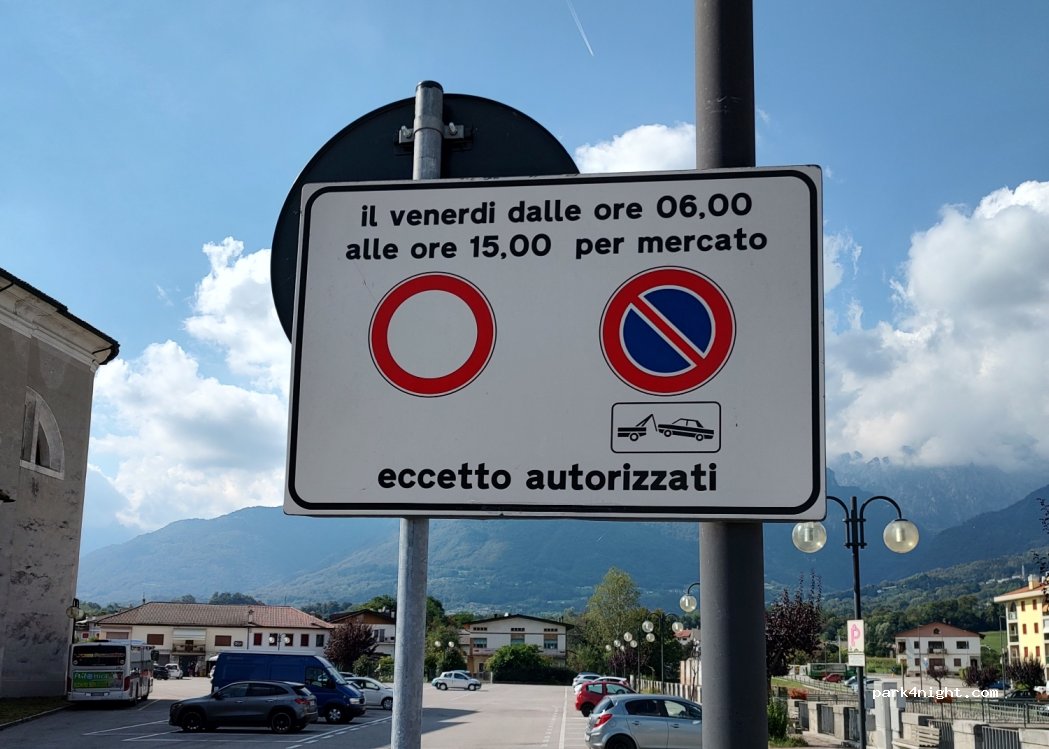 il venerdi dalle ore 06,00
alle ore 15,00 per mercato
eccetto autorizzati
park4night.com